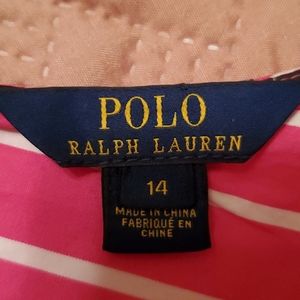 POLO
RALPH LAUREN
14
MADE IN CHINA
FABRIQUÉ EN
CHINE